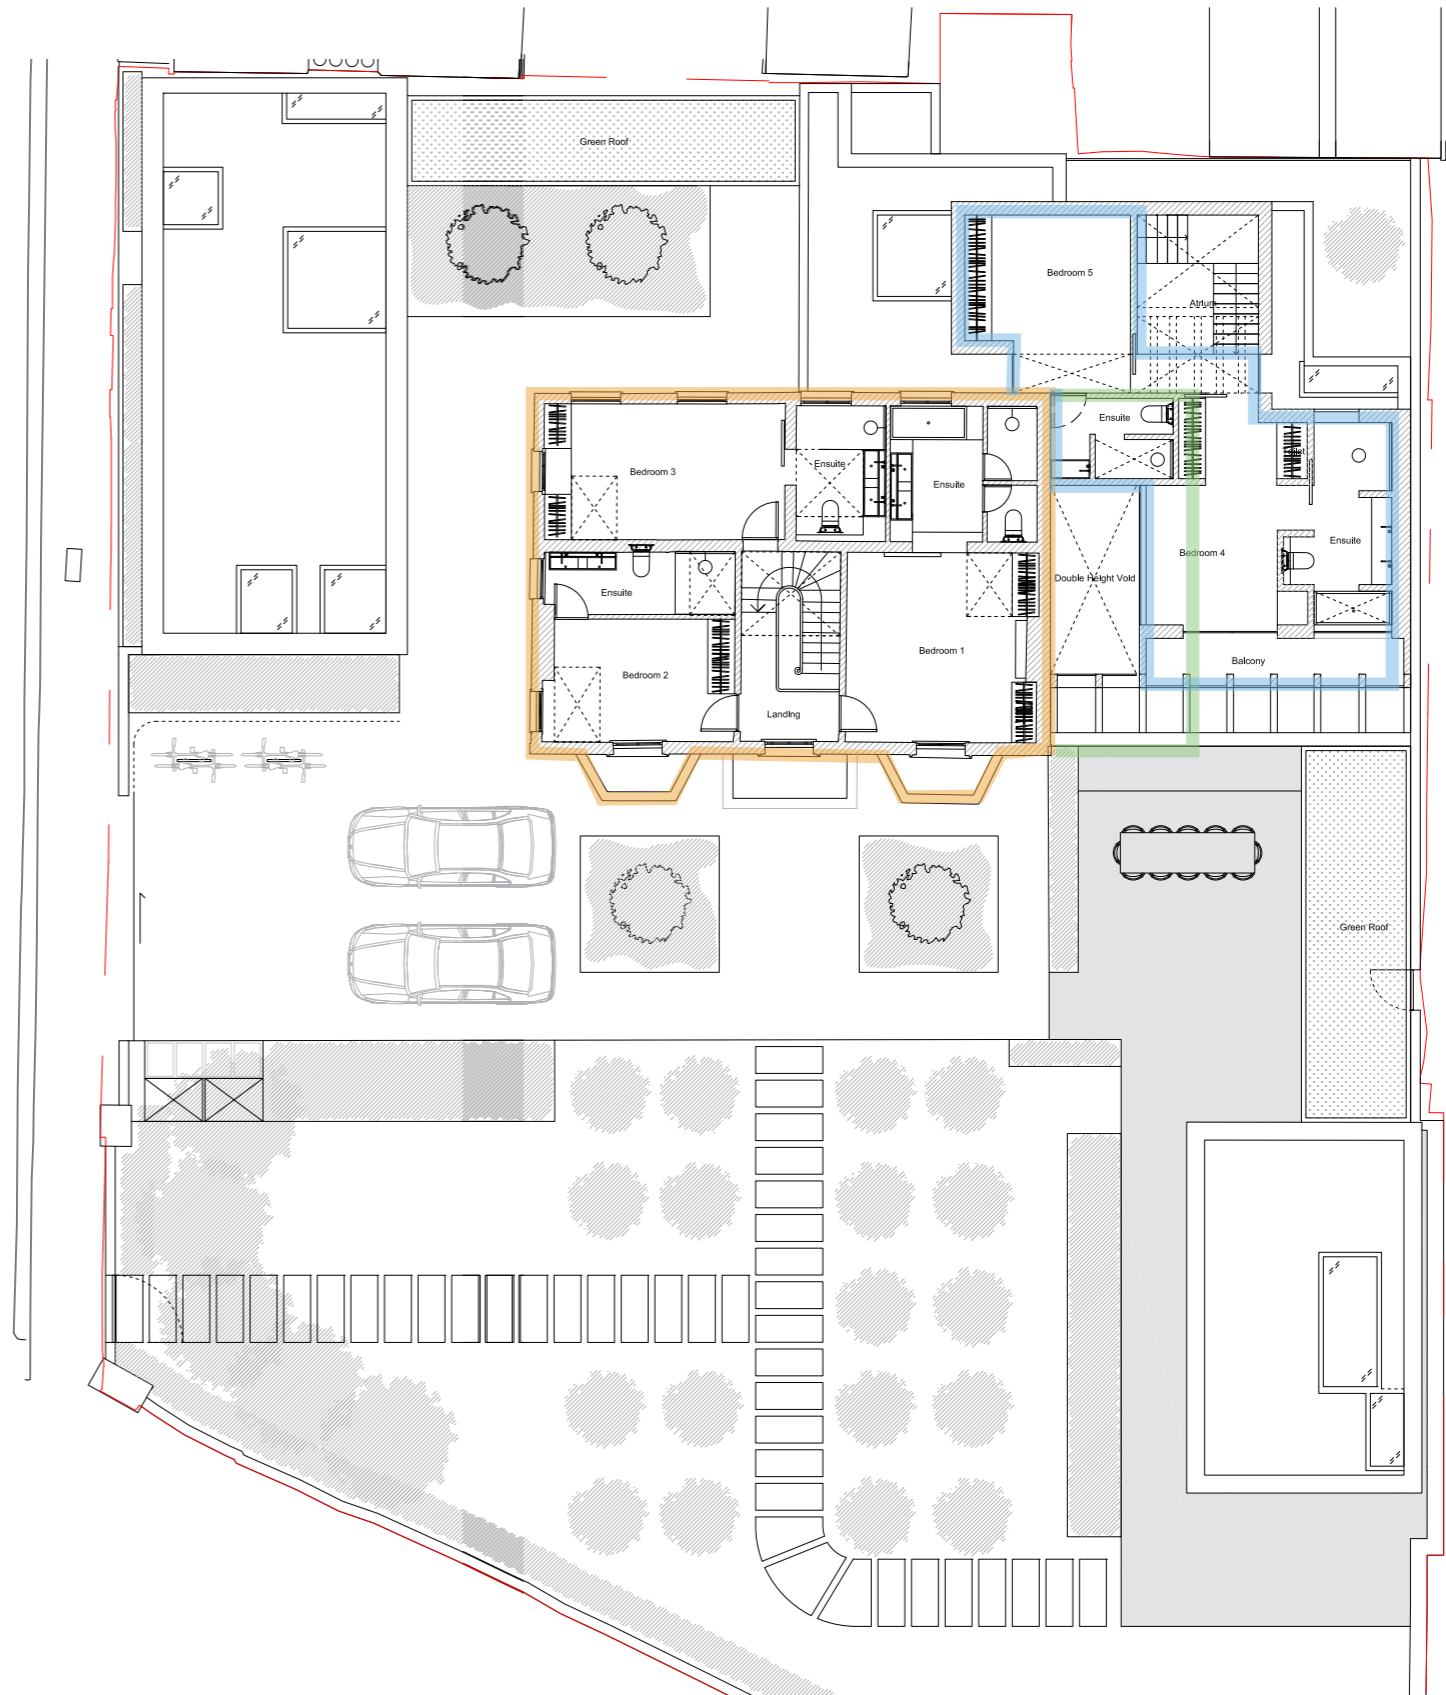 Green Roof
Bedroom 5
Atrium
Ensuite
Bedroom 3
Ensuite
Ensuite
Bedroom 4
Ensuite
Double Height Void
Ensuite
Bedroom 2
Bedroom 1
Balcony
Landing
Green Roof